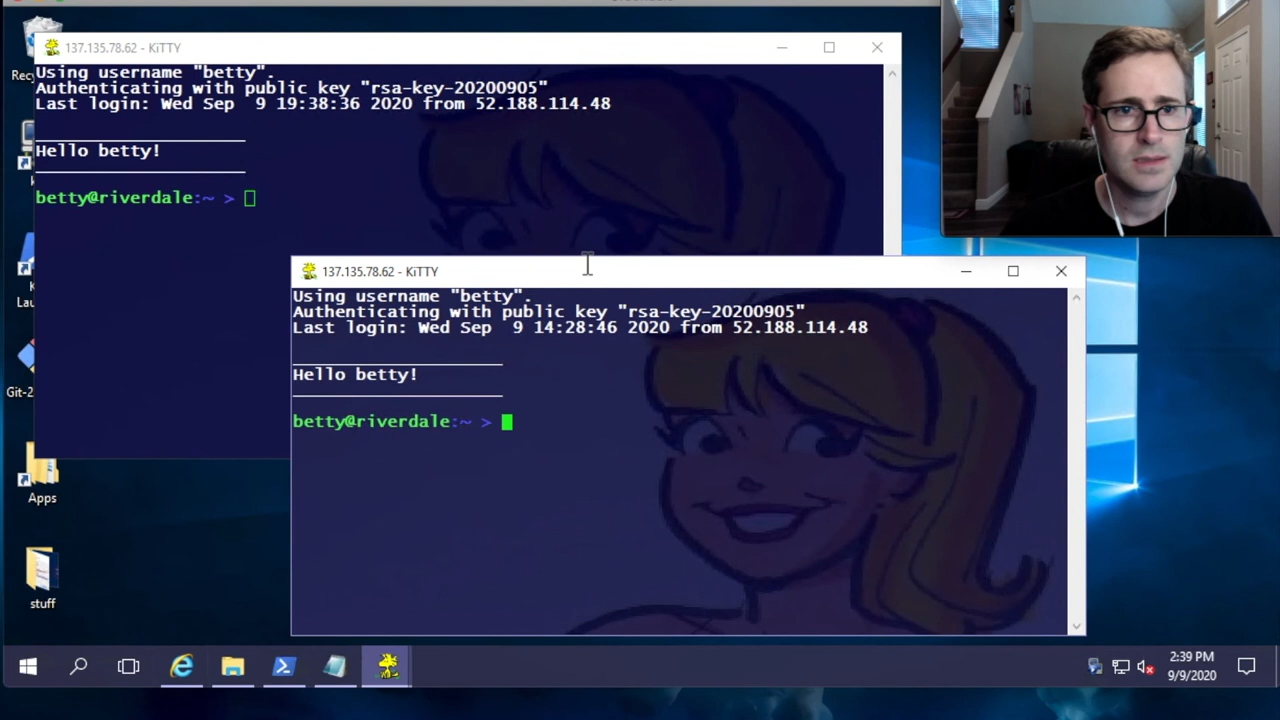 137.135.78.62 - KiTTY
Using username "betty".
Authenticating with public key "rsa-key-20200905"
Last login: Wed Sep  9 19:38:36 2020 from 52.188.114.48
Hello betty!
betty@riverdale:~ >
137.135.78.62 - KiTTY
Using username "betty".
Authenticating with public key "rsa-key-20200905"
Last login: Wed Sep  9 14:28:46 2020 from 52.188.114.48
Hello betty!
betty@riverdale:~ >
Apps
stuff
2:39 PM
9/9/2020